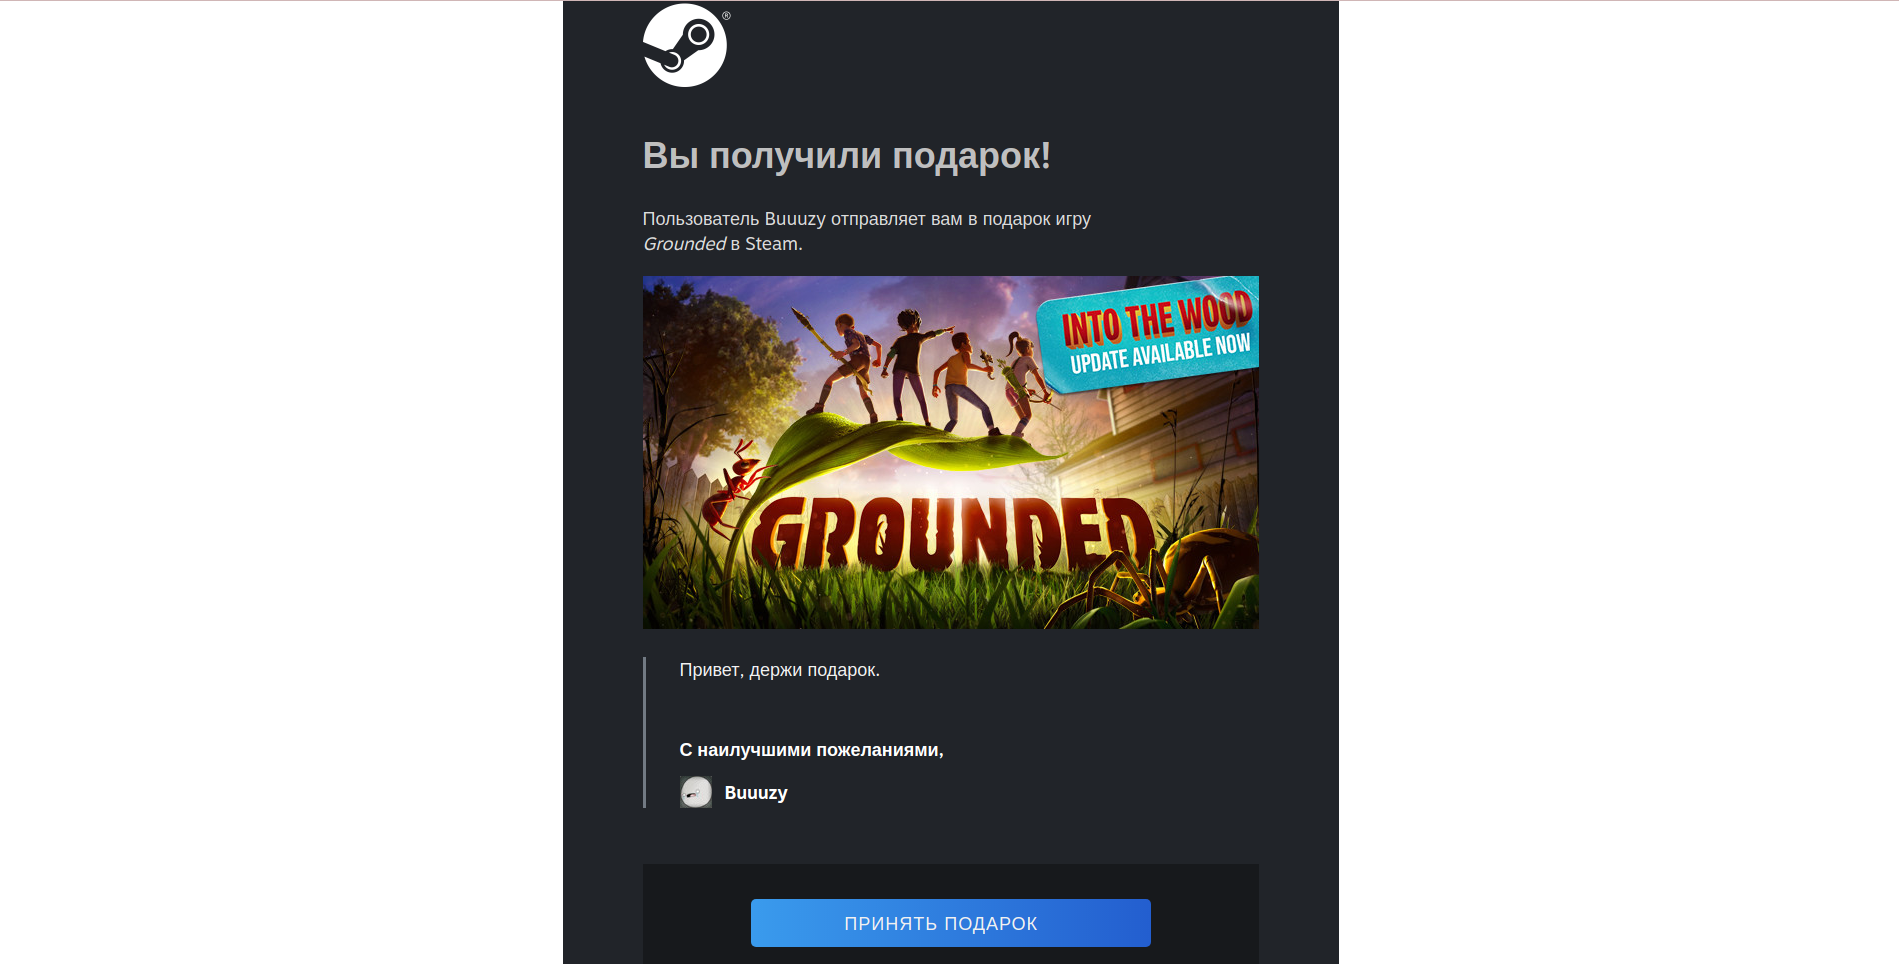 ®
Вы получили подарок!
Пользователь Buuuzy отправляет вам в подарок игру
Grounded в Steam.
INTO THE WOOD
UPDATE AVAILABLE NOW
GROUNDED
Привет, держи подарок.
С наилучшими пожеланиями,
Buuuzy
ПРИНЯТЬ ПОДАРОК